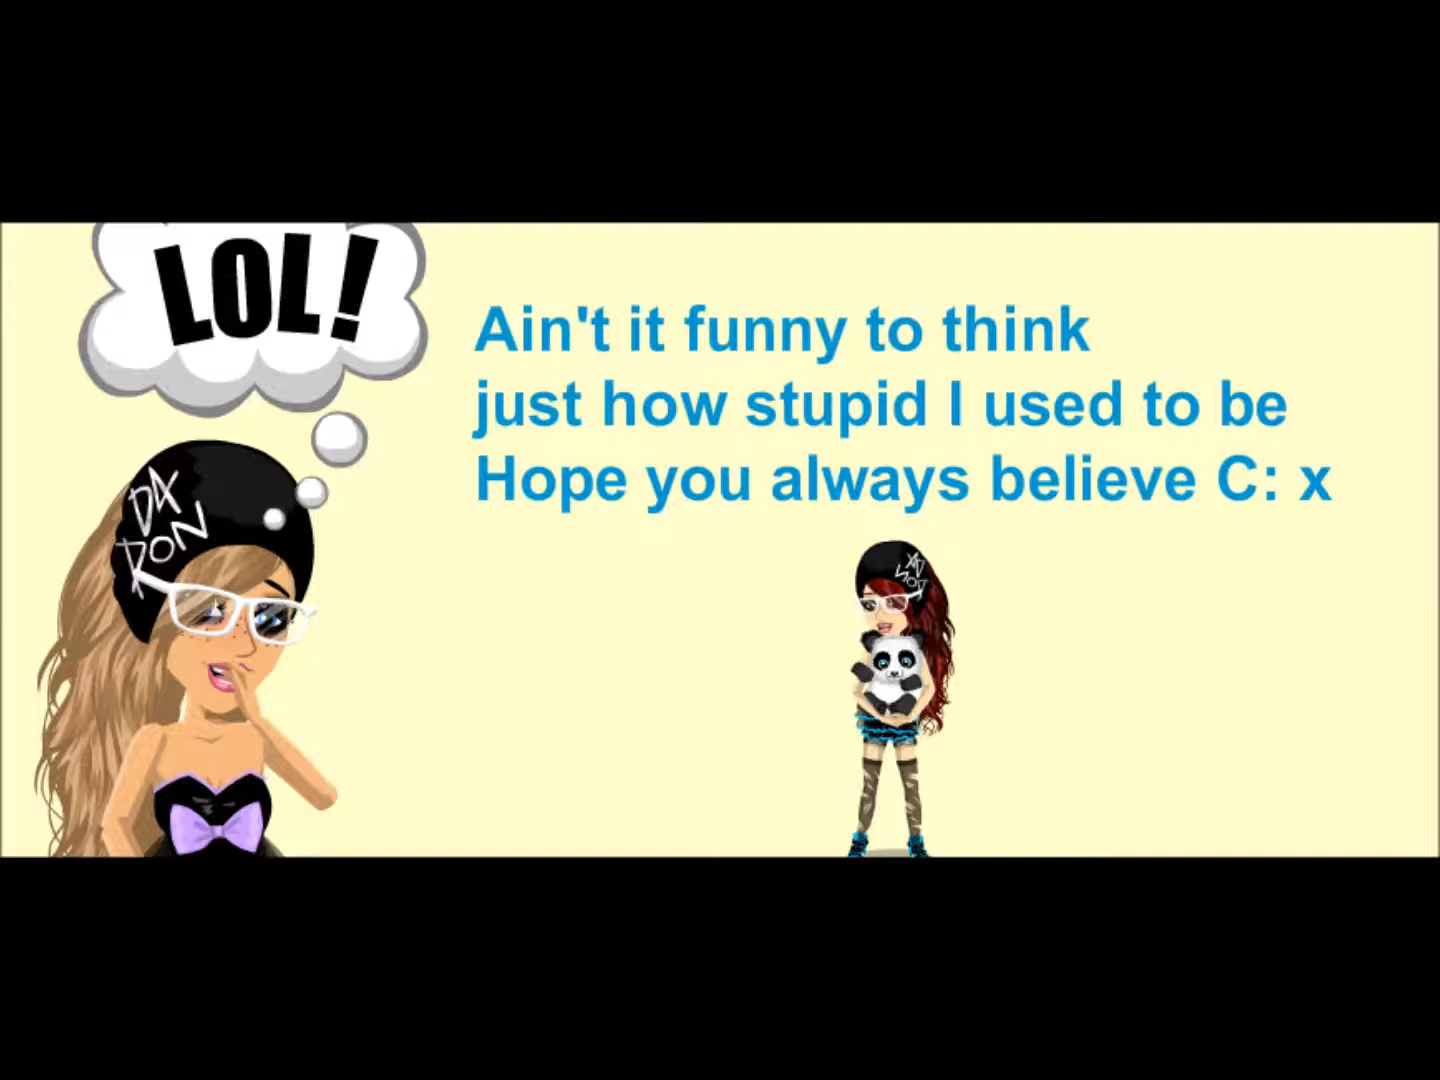 LOL!
Ain't it funny to think
just how stupid I used to be
Hope you always believe C: x
DA
RON